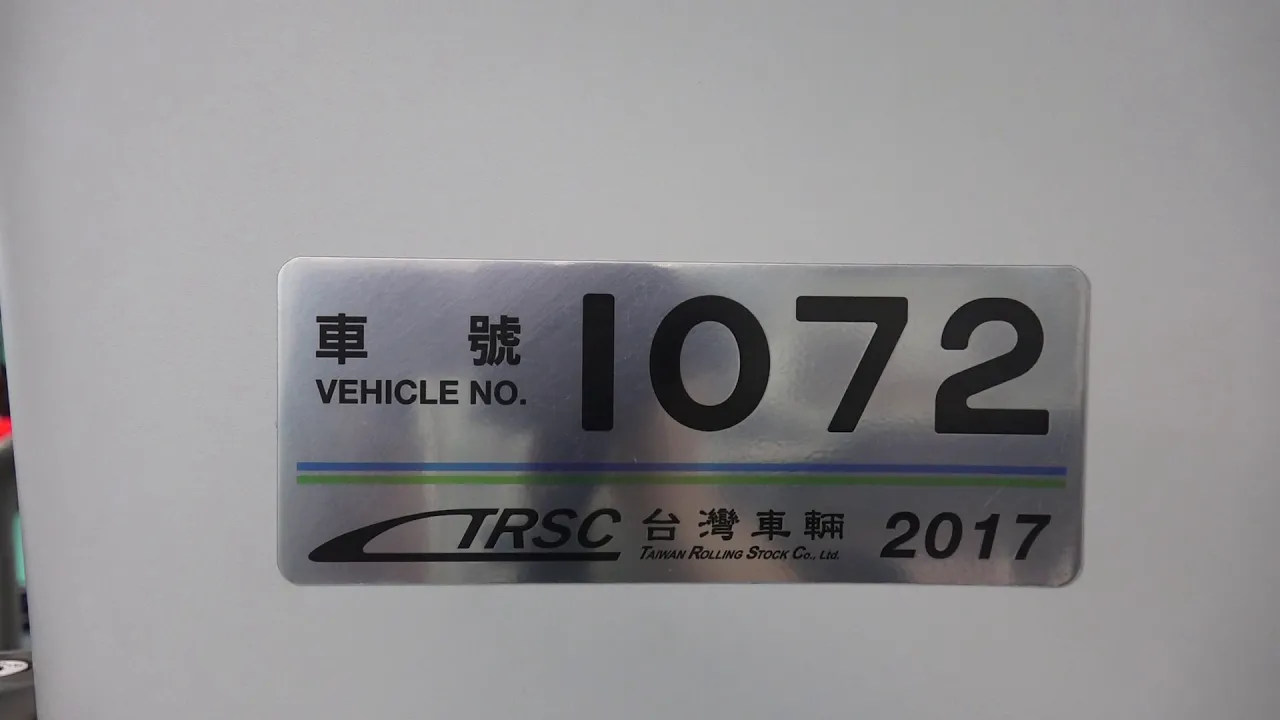 車 號
VEHICLE NO.
1072
TRSC 台灣車輛 2017
TAIWAN ROLLING STOCK CO., LTD.